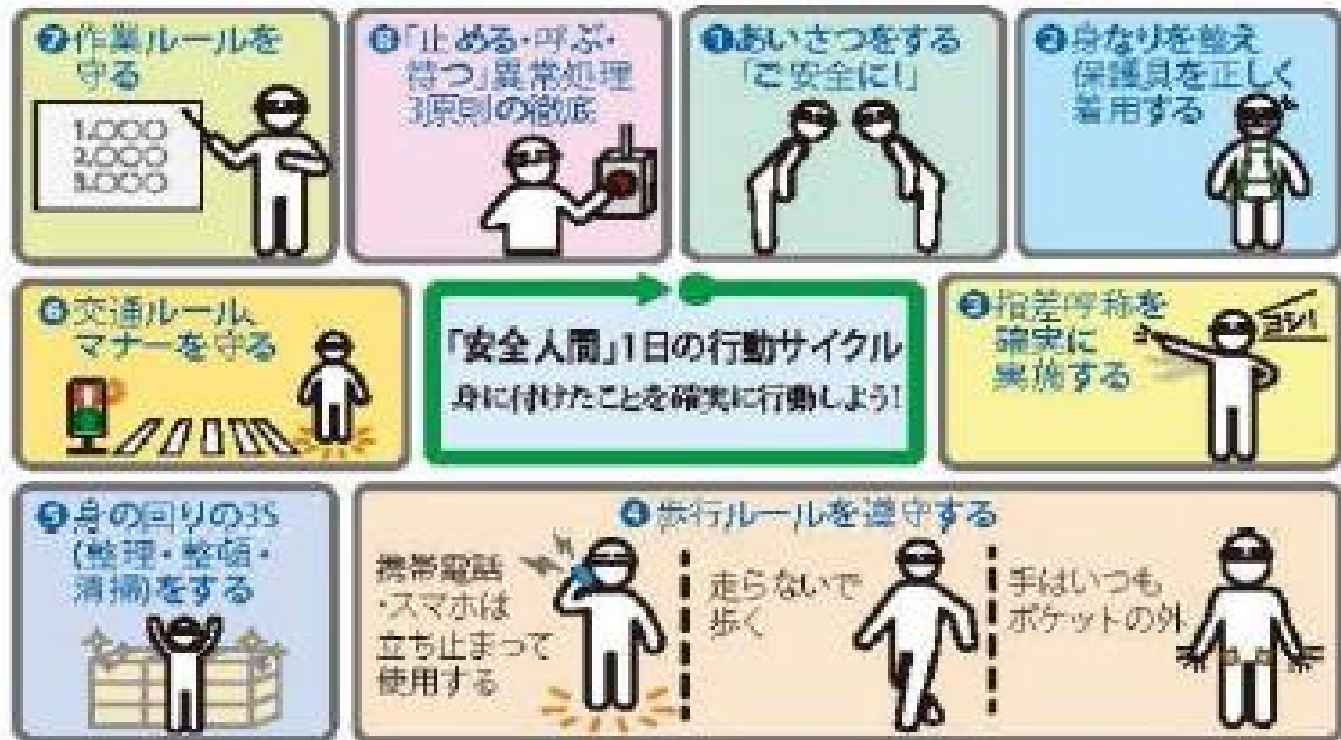 ❼作業ルールを
守る
1.○○○
2.○○○
3.○○○
❽「止める・呼ぶ・
待つ」異常処理
3原則の徹底
❶あいさつをする
「ご安全に!」
❷身なりを整え
保護具を正しく
着用する
❻交通ルール、
マナーを守る
「安全人間」1日の行動サイクル
身に付けたことを確実に行動しよう!
❸指差呼称を
確実に
実施する
ヨシ!
❺身の回りの3S
(整理・整頓・
清掃)をする
❹歩行ルールを遵守する
携帯電話
・スマホは
立ち止まって
使用する
走らないで
歩く
手はいつも
ポケットの外